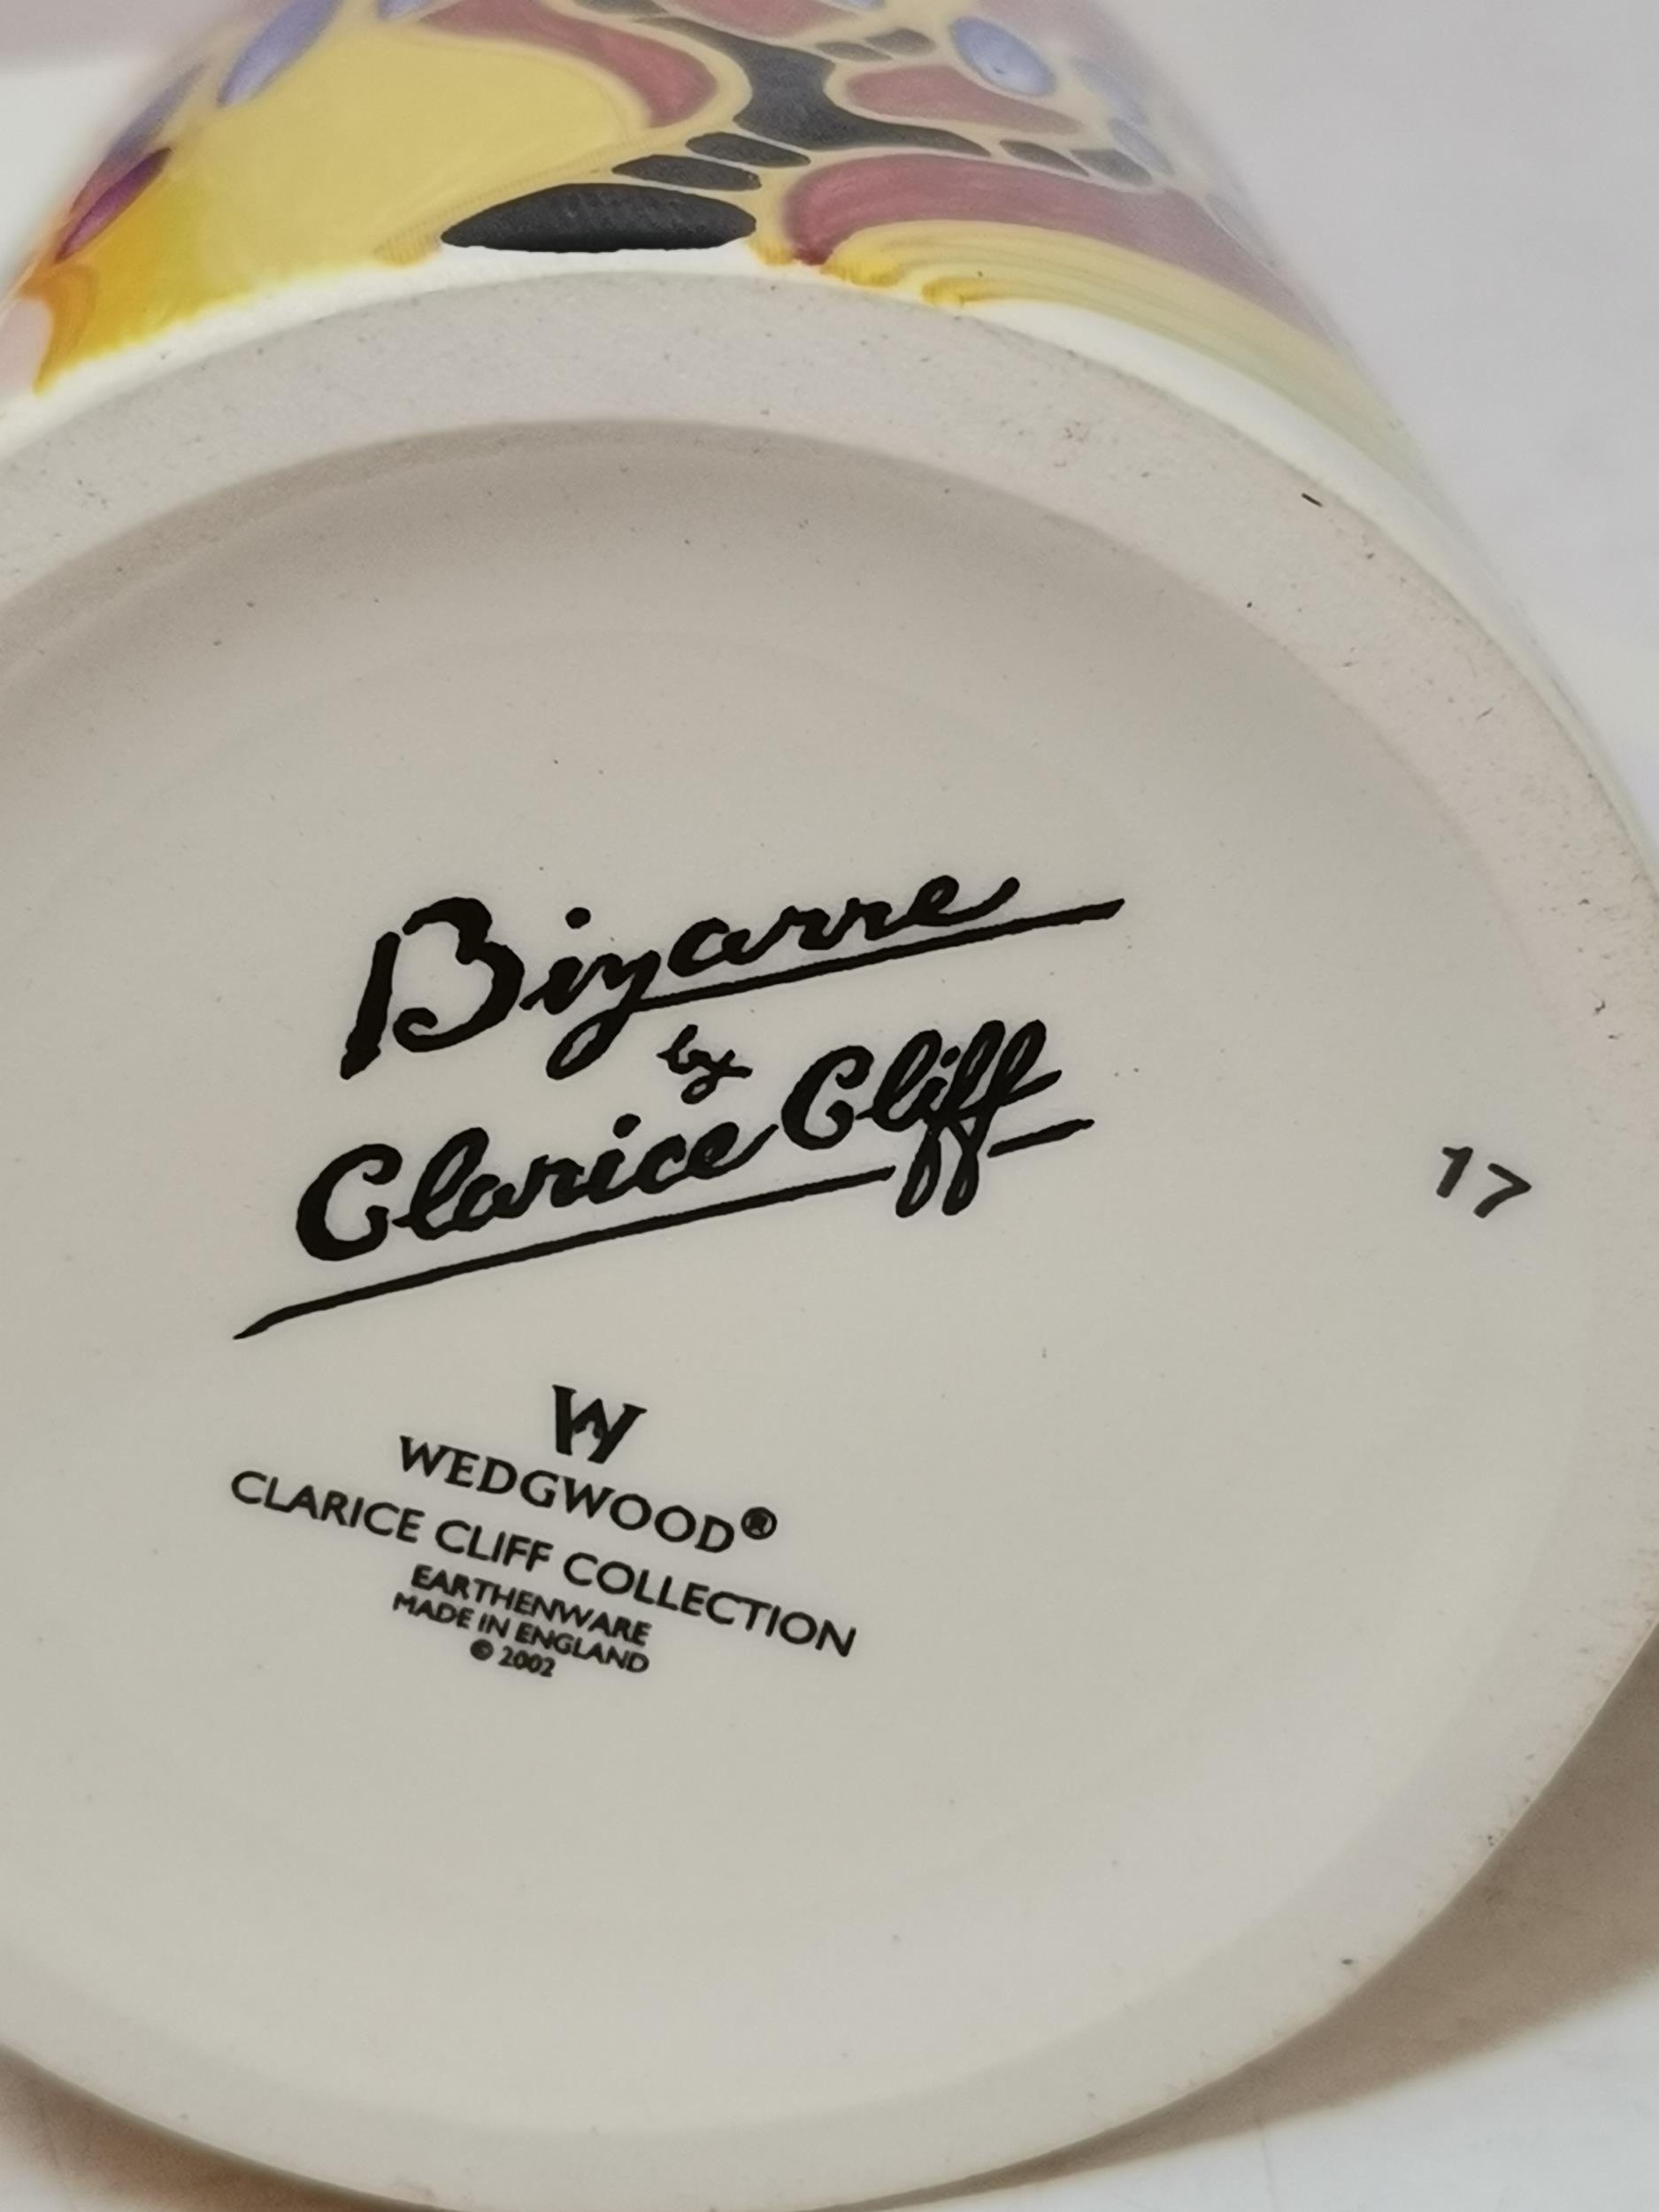 Bizarre
by
Clarice Cliff
17
W
WEDGWOOD®
CLARICE CLIFF COLLECTION
EARTHENWARE
MADE IN ENGLAND
© 2002